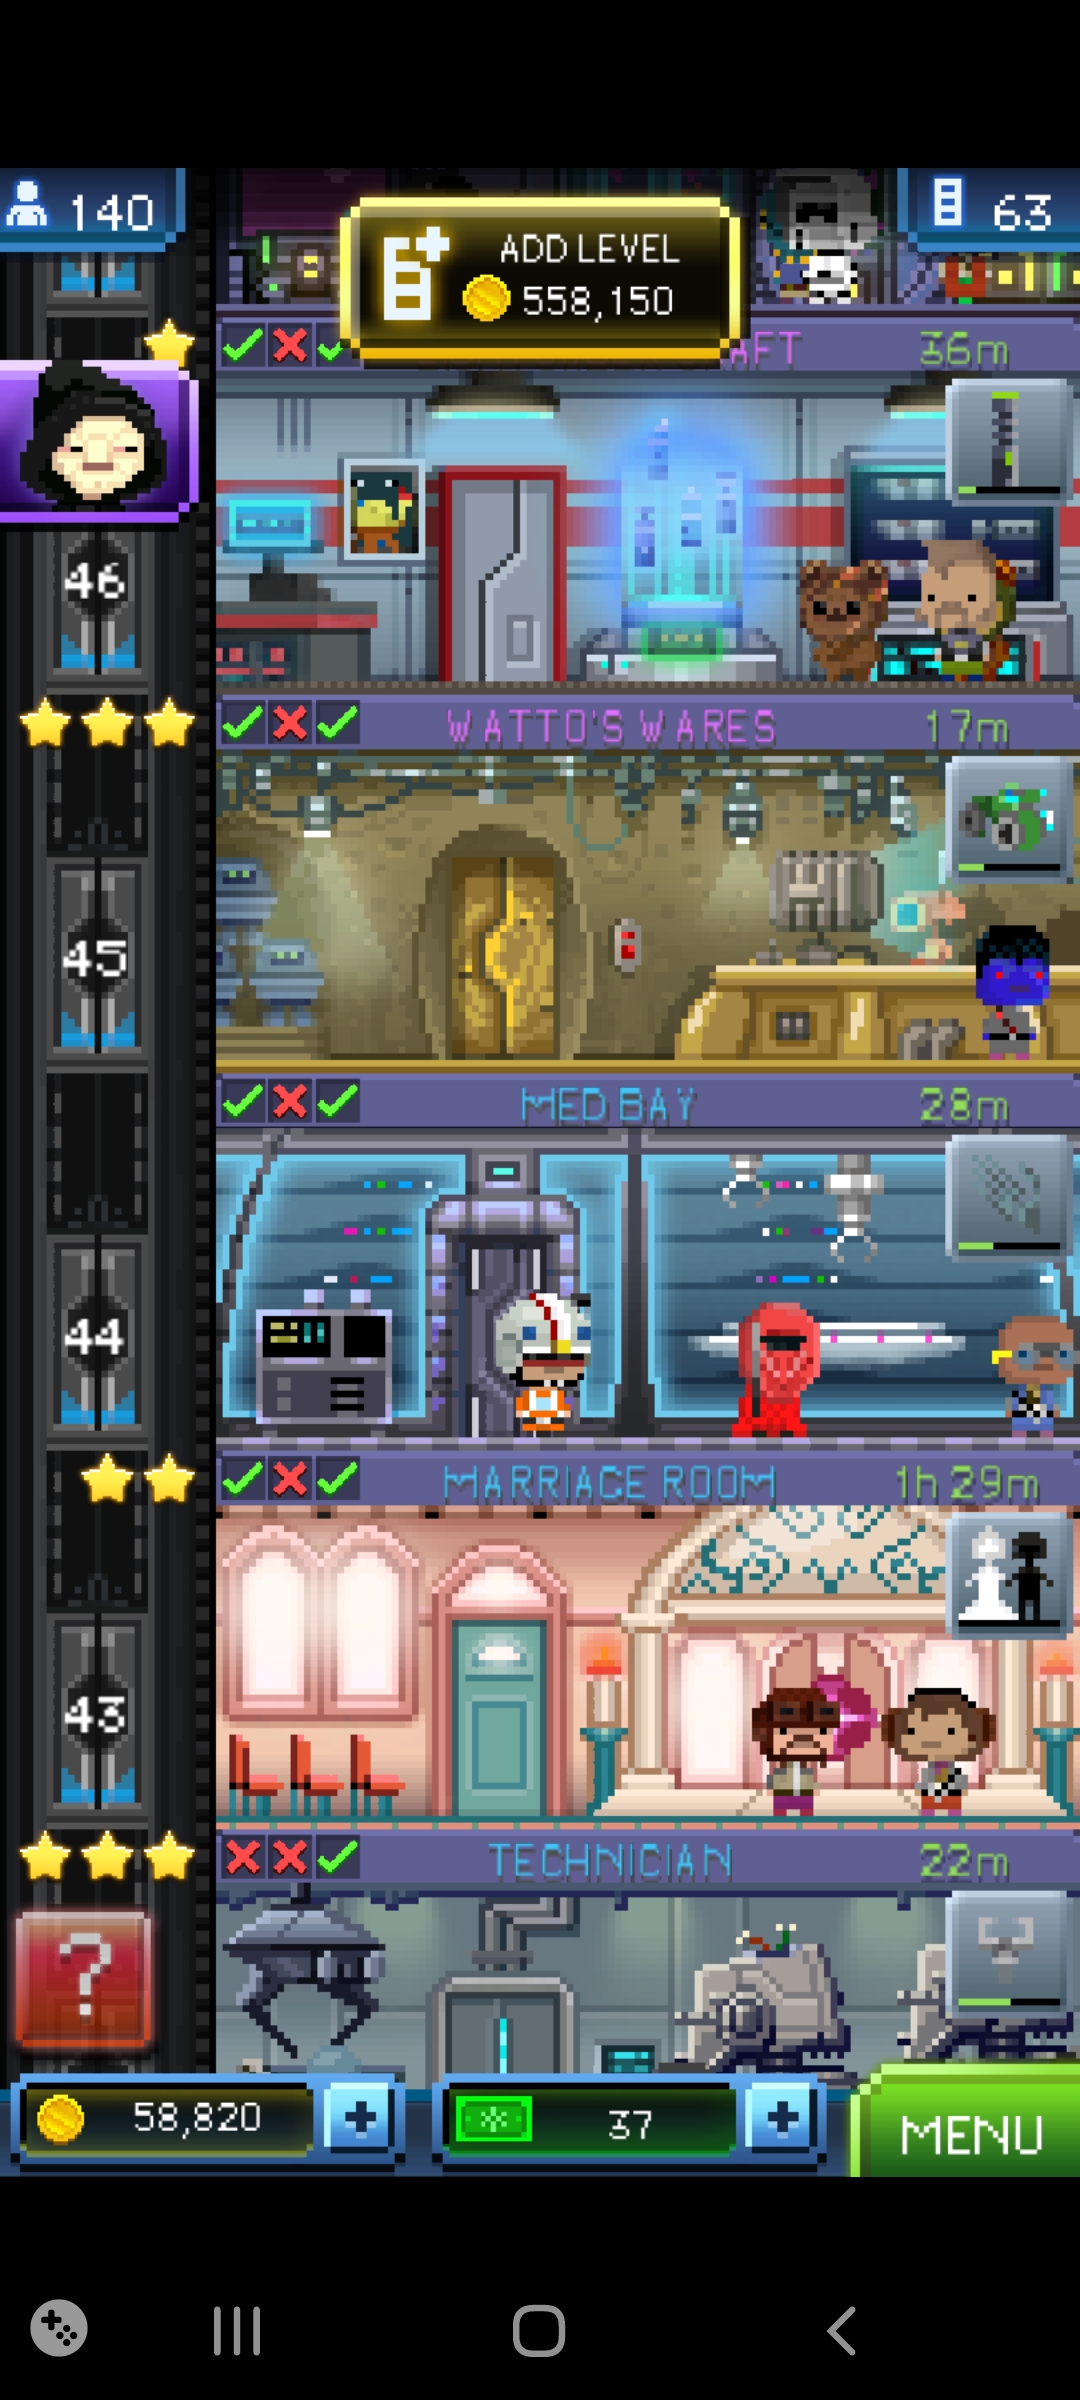 140
63
ADD LEVEL
558,150
AFT 36m
46
WATTO'S WARES 17m
45
MED BAY 28m
44
MARRIAGE ROOM 1h 29m
43
TECHNICIAN 22m
?
58,820 + 37 + MENU